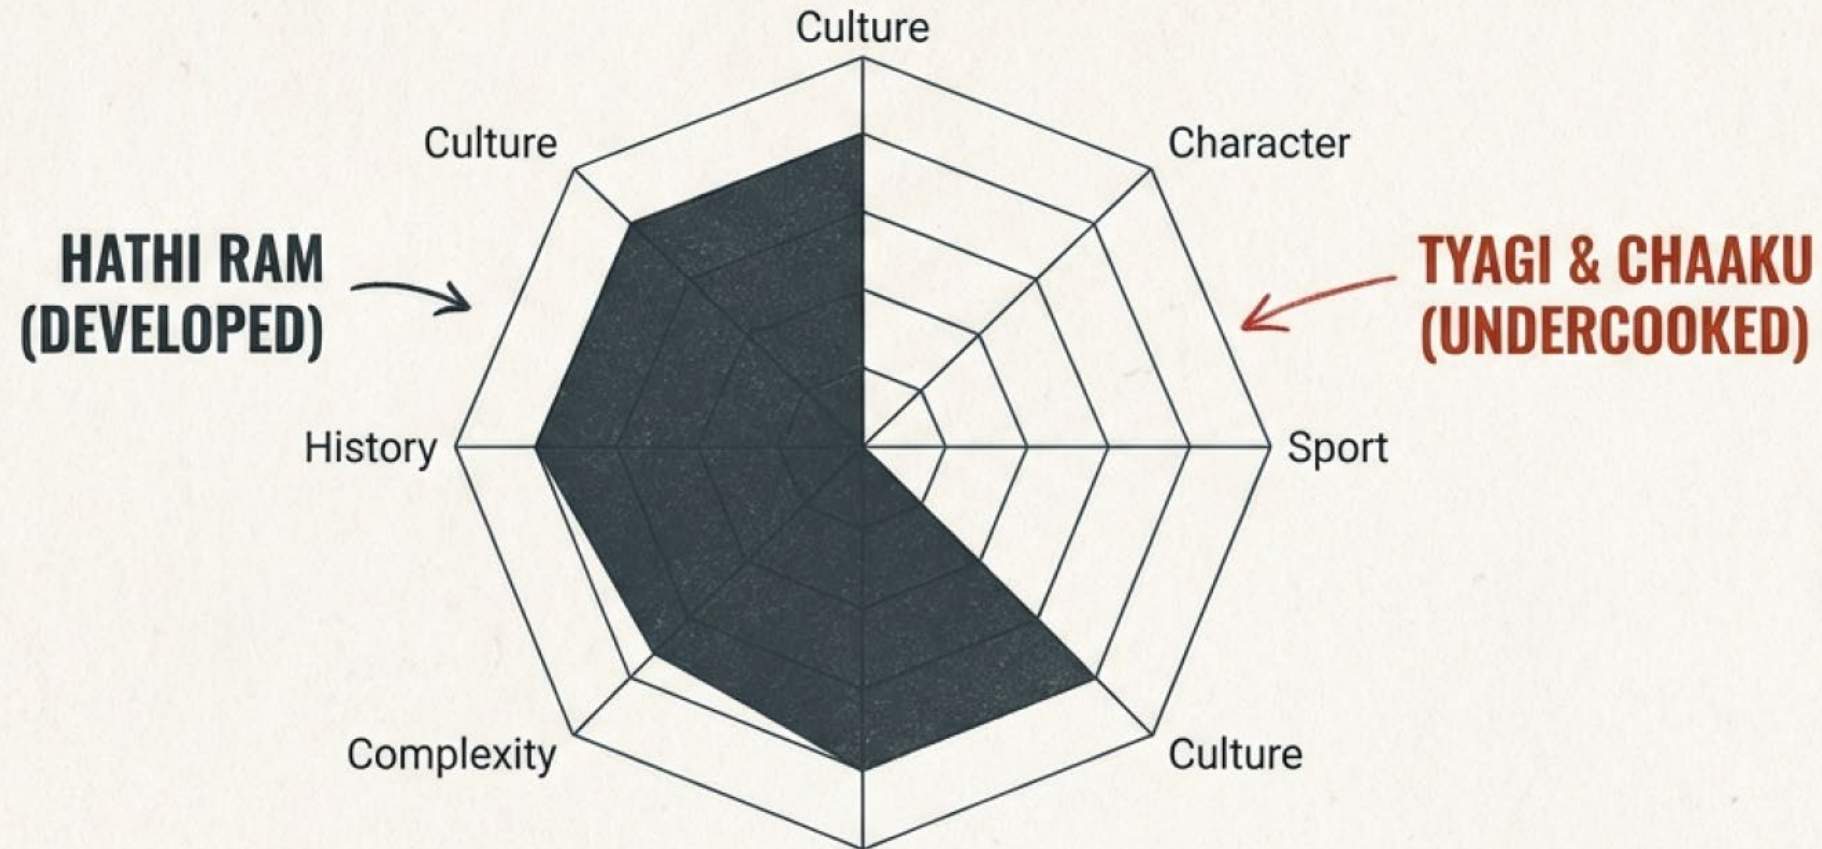 Culture
Culture
Character
HATHI RAM
(DEVELOPED)
TYAGI & CHAAKU
(UNDERCOOKED)
History
Sport
Complexity
Culture